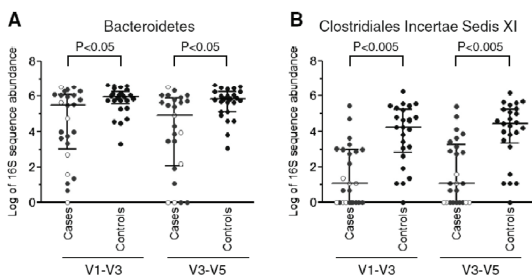 A
Bacteroidetes
P<0.05
P<0.05
Log of 16S sequence abundance
8
6
4
2
0
Cases
Controls
Cases
Controls
V1-V3
V3-V5
B
Clostridiales Incertae Sedis XI
P<0.005
P<0.005
Log of 16S sequence abundance
8
6
4
2
0
Cases
Controls
Cases
Controls
V1-V3
V3-V5